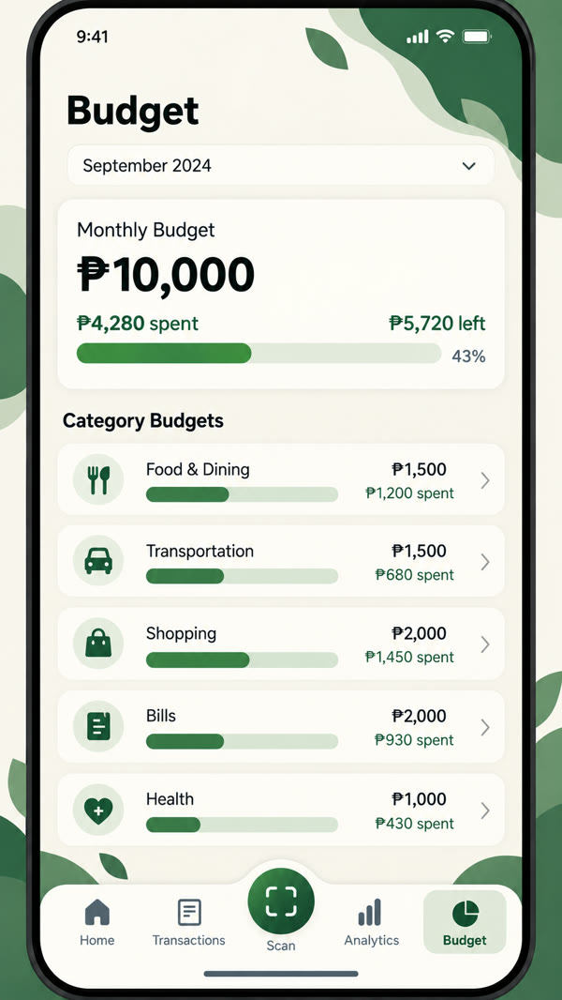 9:41
Budget
September 2024
Monthly Budget
₱10,000
₱4,280 spent ₱5,720 left
43%
Category Budgets
Food & Dining ₱1,500
₱1,200 spent
Transportation ₱1,500
₱680 spent
Shopping ₱2,000
₱1,450 spent
Bills ₱2,000
₱930 spent
Health ₱1,000
₱430 spent
Home Transactions Scan Analytics Budget